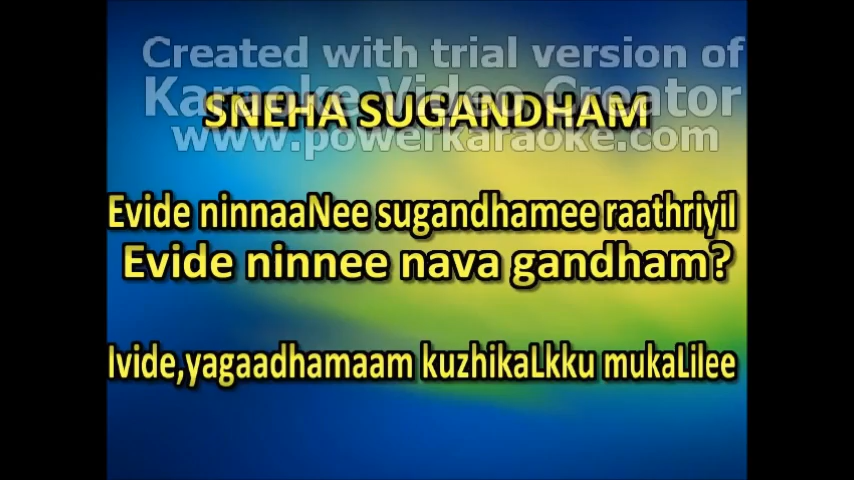 Created with trial version of
Karaoke Video Creator
SNEHA SUGANDHAM
www.powerkaraoke.com
Evide ninnaaNee sugandhamee raathriyil
Evide ninnee nava gandham?
Ivide,yagaadhamaam kuzhikaLkku mukaLilee